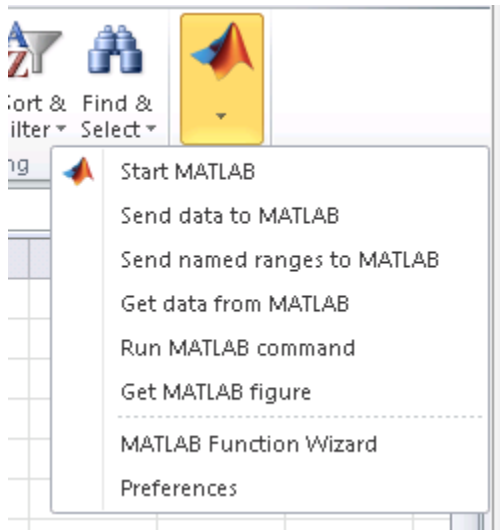 Sort & Find &
Filter Select
Start MATLAB
Send data to MATLAB
Send named ranges to MATLAB
Get data from MATLAB
Run MATLAB command
Get MATLAB figure
MATLAB Function Wizard
Preferences